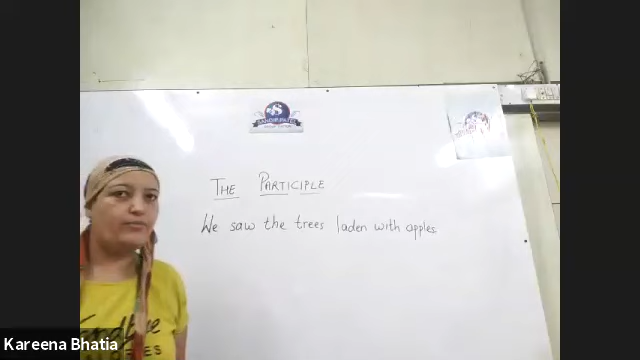 THE PARTICIPLE
We saw the trees laden with apples.
Kareena Bhatia